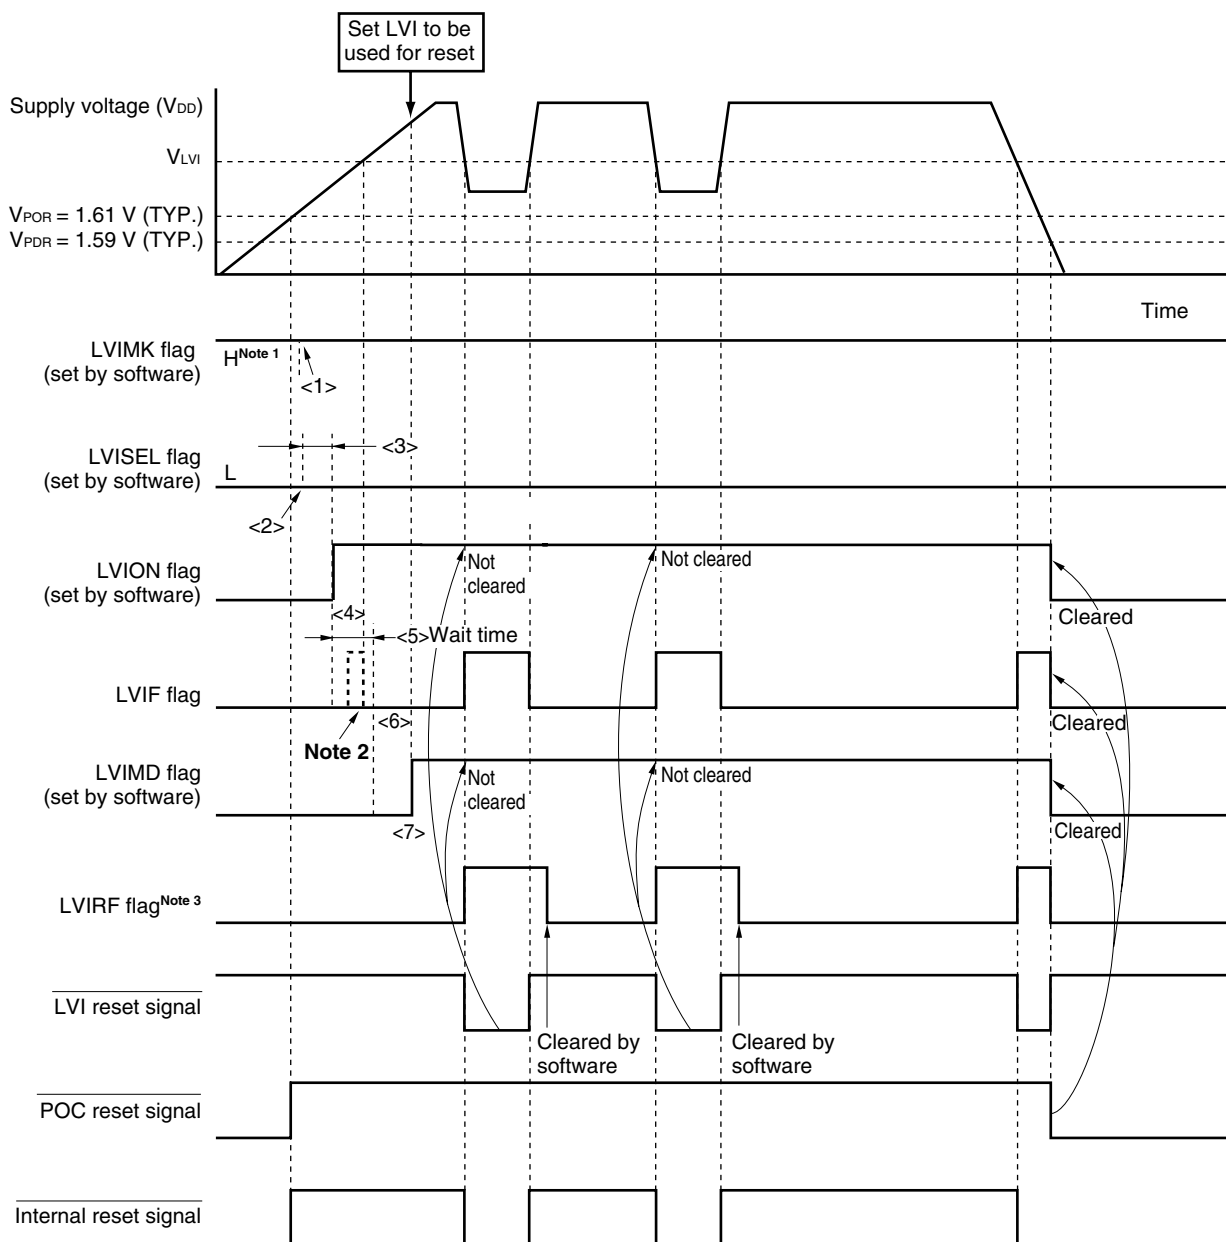 Set LVI to be
used for reset
Supply voltage (VDD)
VLVI
VPOR = 1.61 V (TYP.)
VPDR = 1.59 V (TYP.)
Time
LVIMK flag
(set by software)
HNote 1
<1>
<3>
LVISEL flag
(set by software)
L
<2>
LVION flag
(set by software)
Not
cleared
Not cleared
<4>
Cleared
<5>Wait time
LVIF flag
<6>
Cleared
Note 2
LVIMD flag
(set by software)
Not
cleared
Not cleared
<7>
Cleared
LVIRF flagNote 3
LVI reset signal
Cleared by
software
Cleared by
software
POC reset signal
Internal reset signal